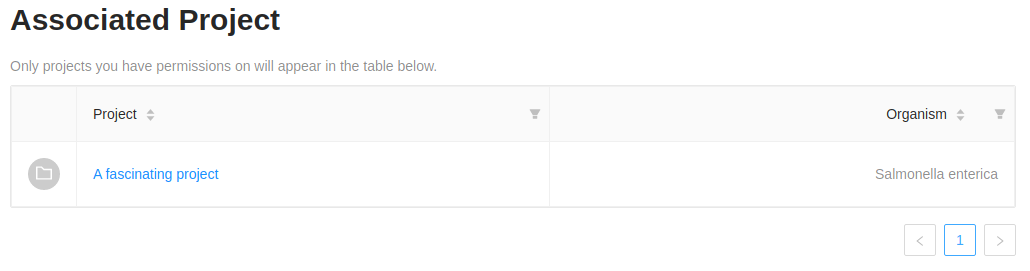 Associated Project
Only projects you have permissions on will appear in the table below.
Project Organism
A fascinating project Salmonella enterica
1